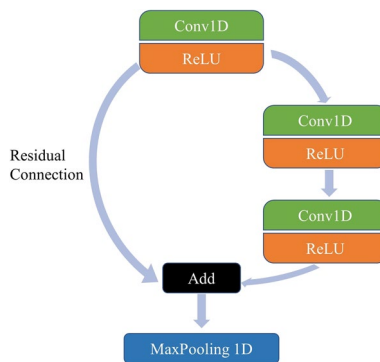 Conv1D
ReLU
Conv1D
ReLU
Residual
Connection
Conv1D
ReLU
Add
MaxPooling 1D